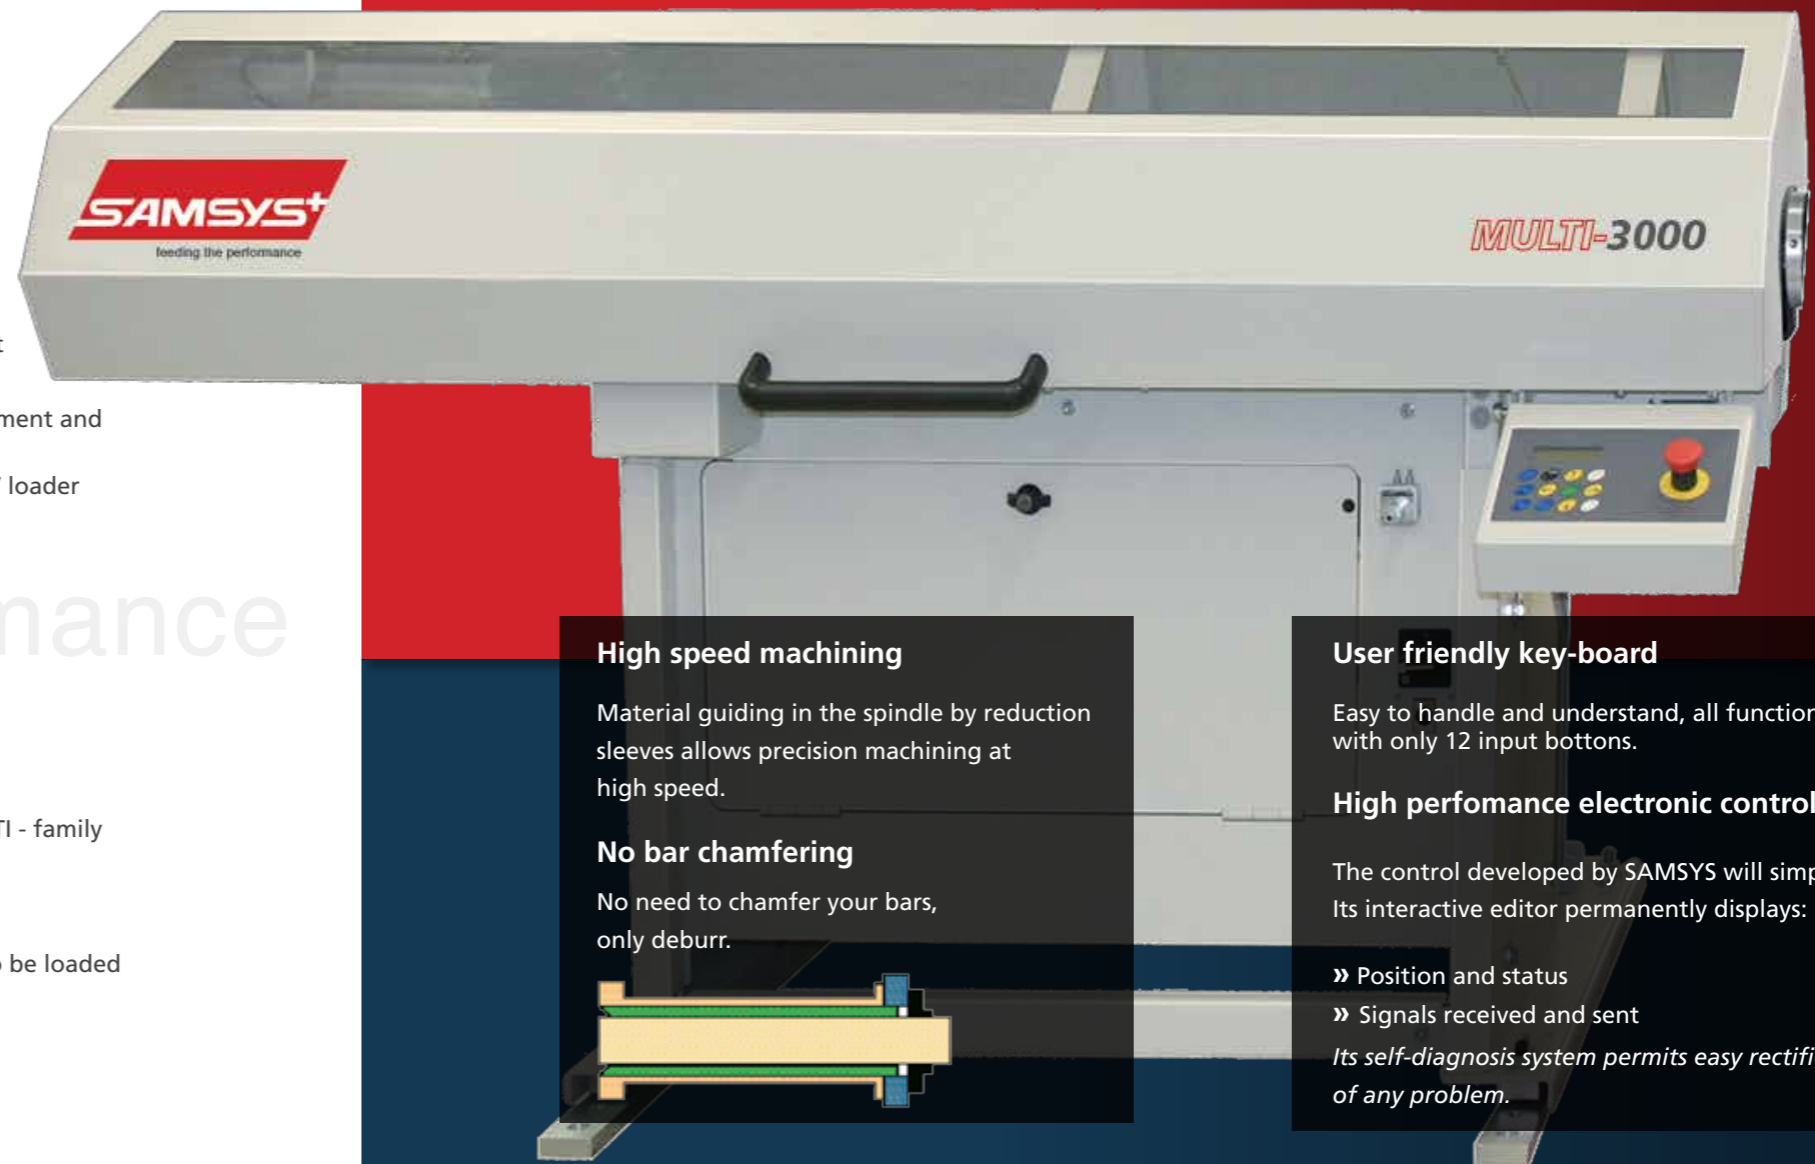 SAMSYS+
feeding the performance
MULTI-3000
t
ment and
loader
mance
TI - family
be loaded
High speed machining
Material guiding in the spindle by reduction
sleeves allows precision machining at
high speed.
No bar chamfering
No need to chamfer your bars,
only deburr.
User friendly key-board
Easy to handle and understand, all function
with only 12 input bottons.
High perfomance electronic control
The control developed by SAMSYS will simp
Its interactive editor permanently displays:
» Position and status
» Signals received and sent
Its self-diagnosis system permits easy rectifi
of any problem.